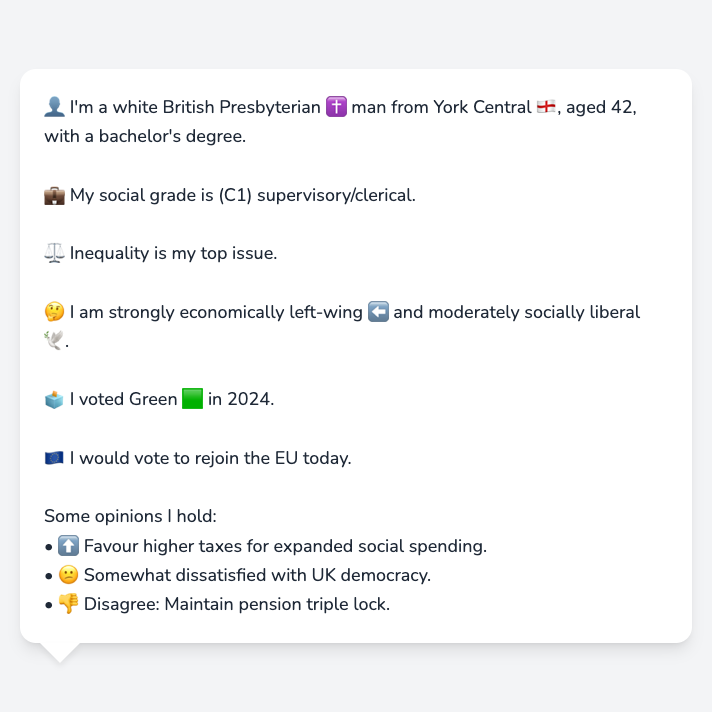 👤 I'm a white British Presbyterian ✝️ man from York Central 🏴󠁧󠁢󠁥󠁮󠁧󠁿, aged 42,
with a bachelor's degree.
💼 My social grade is (C1) supervisory/clerical.
⚖️ Inequality is my top issue.
🤔 I am strongly economically left-wing ⬅️ and moderately socially liberal
🕊️.
🗳️ I voted Green 🟩 in 2024.
🇪🇺 I would vote to rejoin the EU today.
Some opinions I hold:
• ⬆️ Favour higher taxes for expanded social spending.
• 😕 Somewhat dissatisfied with UK democracy.
• 👎 Disagree: Maintain pension triple lock.